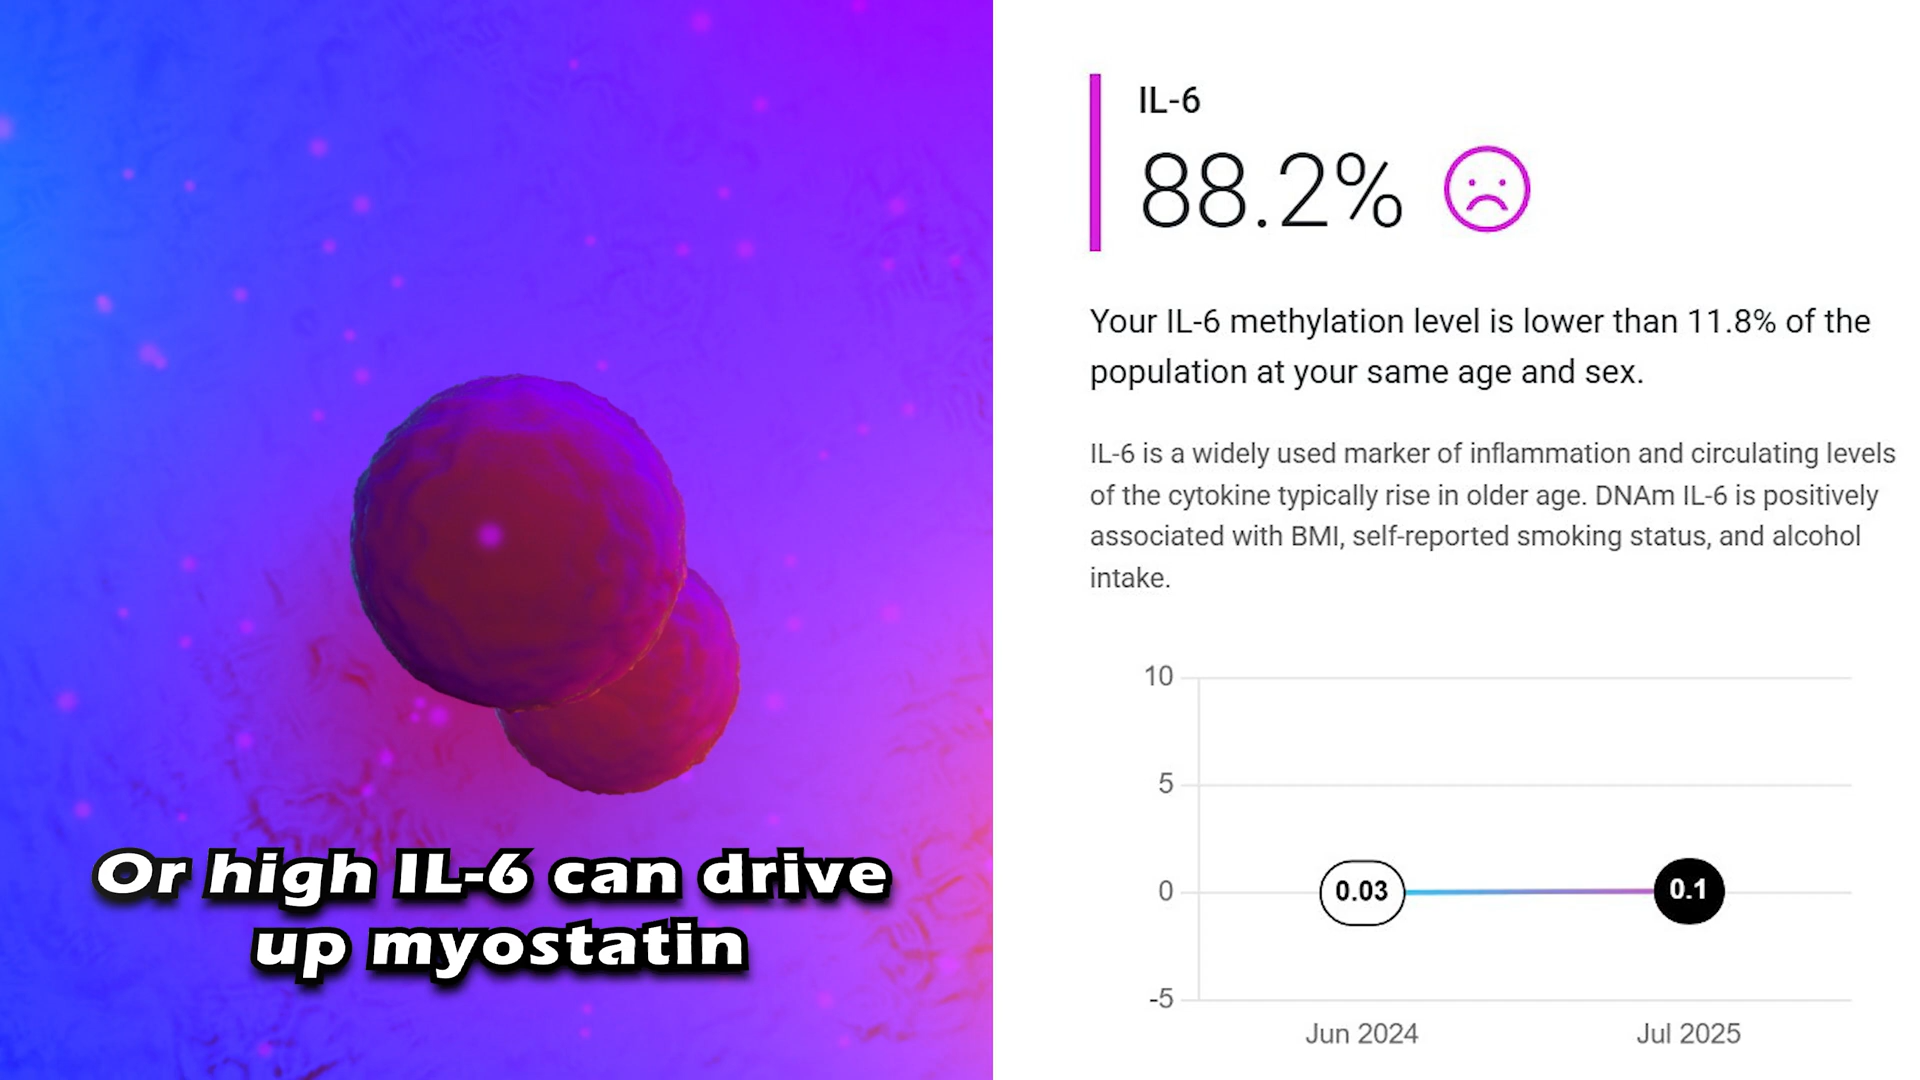 Or high IL-6 can drive
up myostatin
IL-6
88.2%
Your IL-6 methylation level is lower than 11.8% of the
population at your same age and sex.
IL-6 is a widely used marker of inflammation and circulating levels
of the cytokine typically rise in older age. DNAm IL-6 is positively
associated with BMI, self-reported smoking status, and alcohol
intake.
10
5
0
-5
0.03
0.1
Jun 2024
Jul 2025